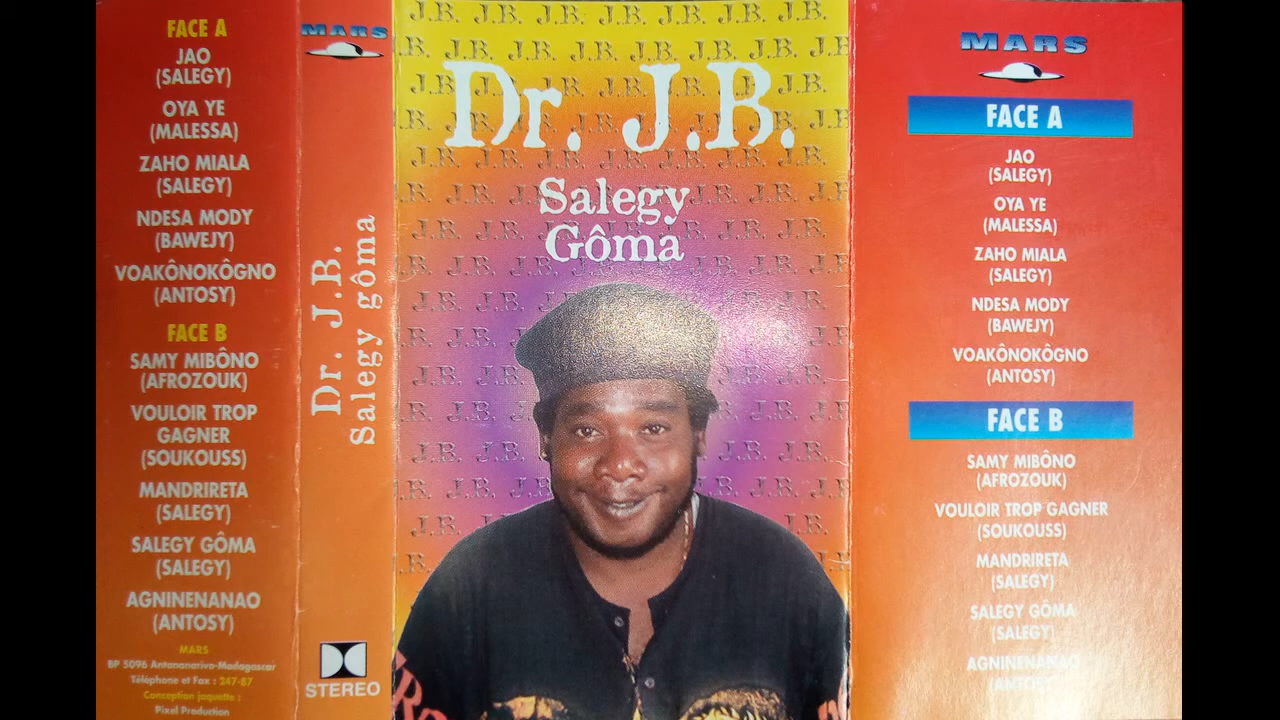 FACE A
JAO
(SALEGY)
OYA YE
(MALESSA)
ZAHO MIALA
(SALEGY)
NDESA MODY
(BAWEJY)
VOAKÔNOKÔGNO
(ANTOSY)
FACE B
SAMY MIBÔNO
(AFROZOUK)
VOULOIR TROP
GAGNER
(SOUKOUSS)
MANDRIRETA
(SALEGY)
SALEGY GÔMA
(SALEGY)
AGNINENANAO
(ANTOSY)
MARS
BP 5096 Antananarivo-Madagascar
Téléphone et Fax : 247-87
Conception jaquette :
Pixel Production
MARS
Dr. J.B.
Salegy gôma
STEREO
J.B. J.B. J.B. J.B. J.B. J.B.
Dr. J.B.
Salegy
Gôma
MARS
FACE A
JAO
(SALEGY)
OYA YE
(MALESSA)
ZAHO MIALA
(SALEGY)
NDESA MODY
(BAWEJY)
VOAKÔNOKÔGNO
(ANTOSY)
FACE B
SAMY MIBÔNO
(AFROZOUK)
VOULOIR TROP GAGNER
(SOUKOUSS)
MANDRIRETA
(SALEGY)
SALEGY GÔMA
(SALEGY)
AGNINENANAO
(ANTOSY)